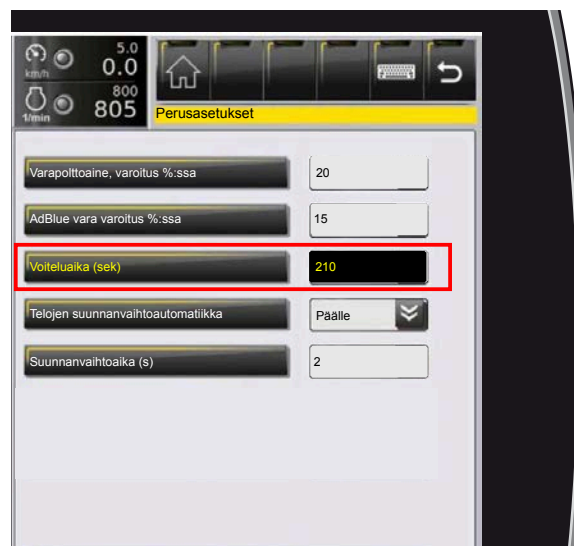 5.0
km/h 0.0
800
1/min 805
Perusasetukset
Varapolttoaine, varoitus %:ssa 20
AdBlue vara varoitus %:ssa 15
Voiteluaika (sek) 210
Telojen suunnanvaihtoautomatiikka Päälle
Suunnanvaihtoaika (s) 2